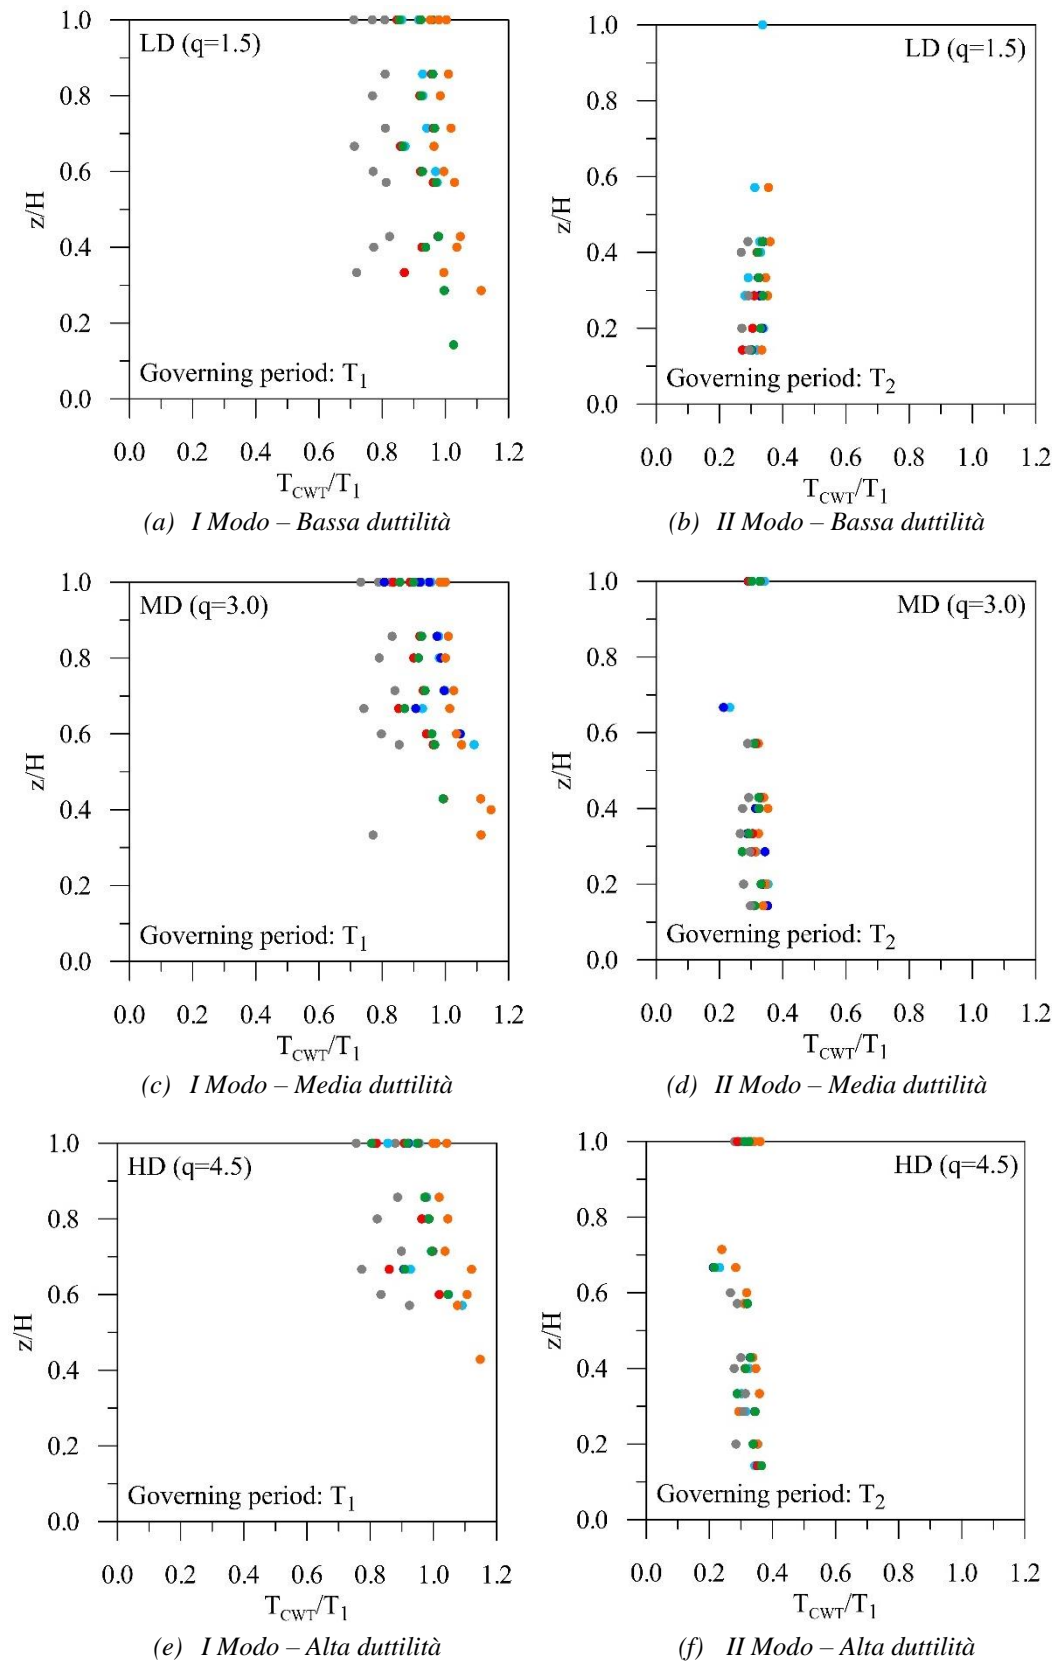 1.0
0.8
0.6
0.4
0.2
0.0
z/H
LD (q=1.5)
Governing period: T1
0.0 0.2 0.4 0.6 0.8 1.0 1.2
TCWT/T1
(a) I Modo – Bassa duttilità
1.0
0.8
0.6
0.4
0.2
0.0
z/H
LD (q=1.5)
Governing period: T2
0.0 0.2 0.4 0.6 0.8 1.0 1.2
TCWT/T1
(b) II Modo – Bassa duttilità
1.0
0.8
0.6
0.4
0.2
0.0
z/H
MD (q=3.0)
Governing period: T1
0.0 0.2 0.4 0.6 0.8 1.0 1.2
TCWT/T1
(c) I Modo – Media duttilità
1.0
0.8
0.6
0.4
0.2
0.0
z/H
MD (q=3.0)
Governing period: T2
0.0 0.2 0.4 0.6 0.8 1.0 1.2
TCWT/T1
(d) II Modo – Media duttilità
1.0
0.8
0.6
0.4
0.2
0.0
z/H
HD (q=4.5)
Governing period: T1
0.0 0.2 0.4 0.6 0.8 1.0 1.2
TCWT/T1
(e) I Modo – Alta duttilità
1.0
0.8
0.6
0.4
0.2
0.0
z/H
HD (q=4.5)
Governing period: T2
0.0 0.2 0.4 0.6 0.8 1.0 1.2
TCWT/T1
(f) II Modo – Alta duttilità